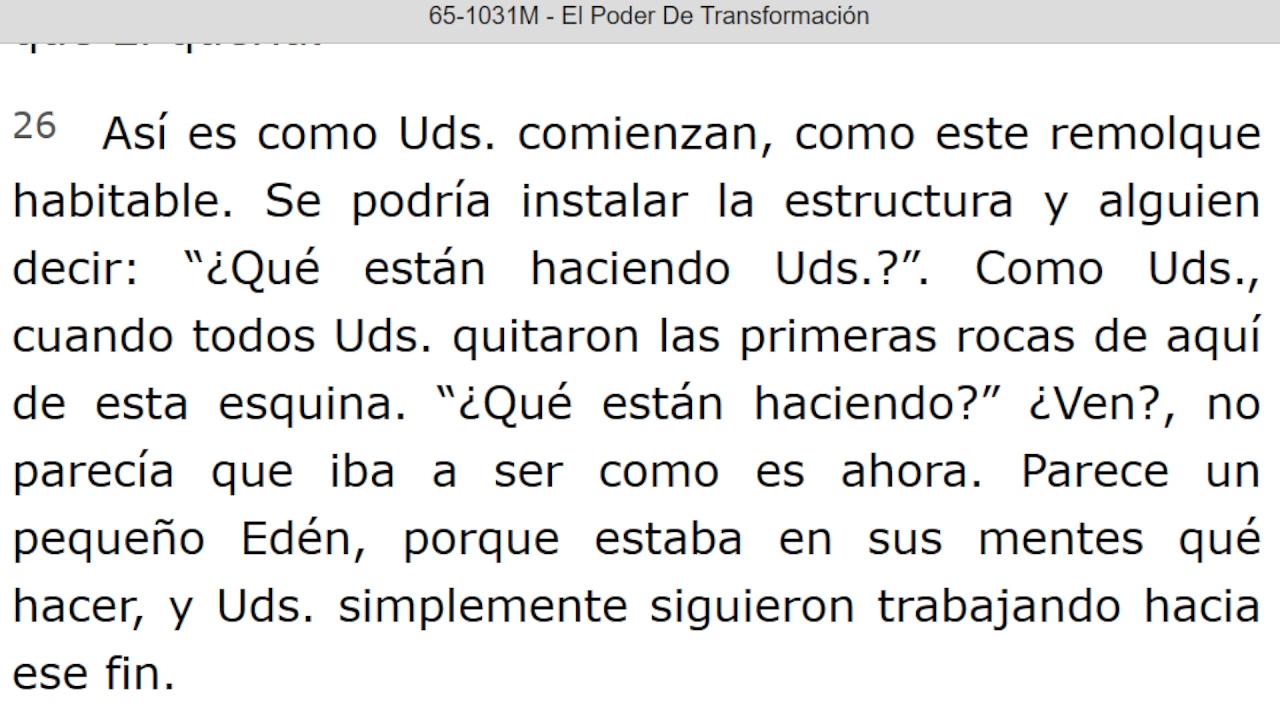 65-1031M - El Poder De Transformación
26 Así es como Uds. comienzan, como este remolque
habitable. Se podría instalar la estructura y alguien
decir: “¿Qué están haciendo Uds.?”. Como Uds.,
cuando todos Uds. quitaron las primeras rocas de aquí
de esta esquina. “¿Qué están haciendo?” ¿Ven?, no
parecía que iba a ser como es ahora. Parece un
pequeño Edén, porque estaba en sus mentes qué
hacer, y Uds. simplemente siguieron trabajando hacia
ese fin.